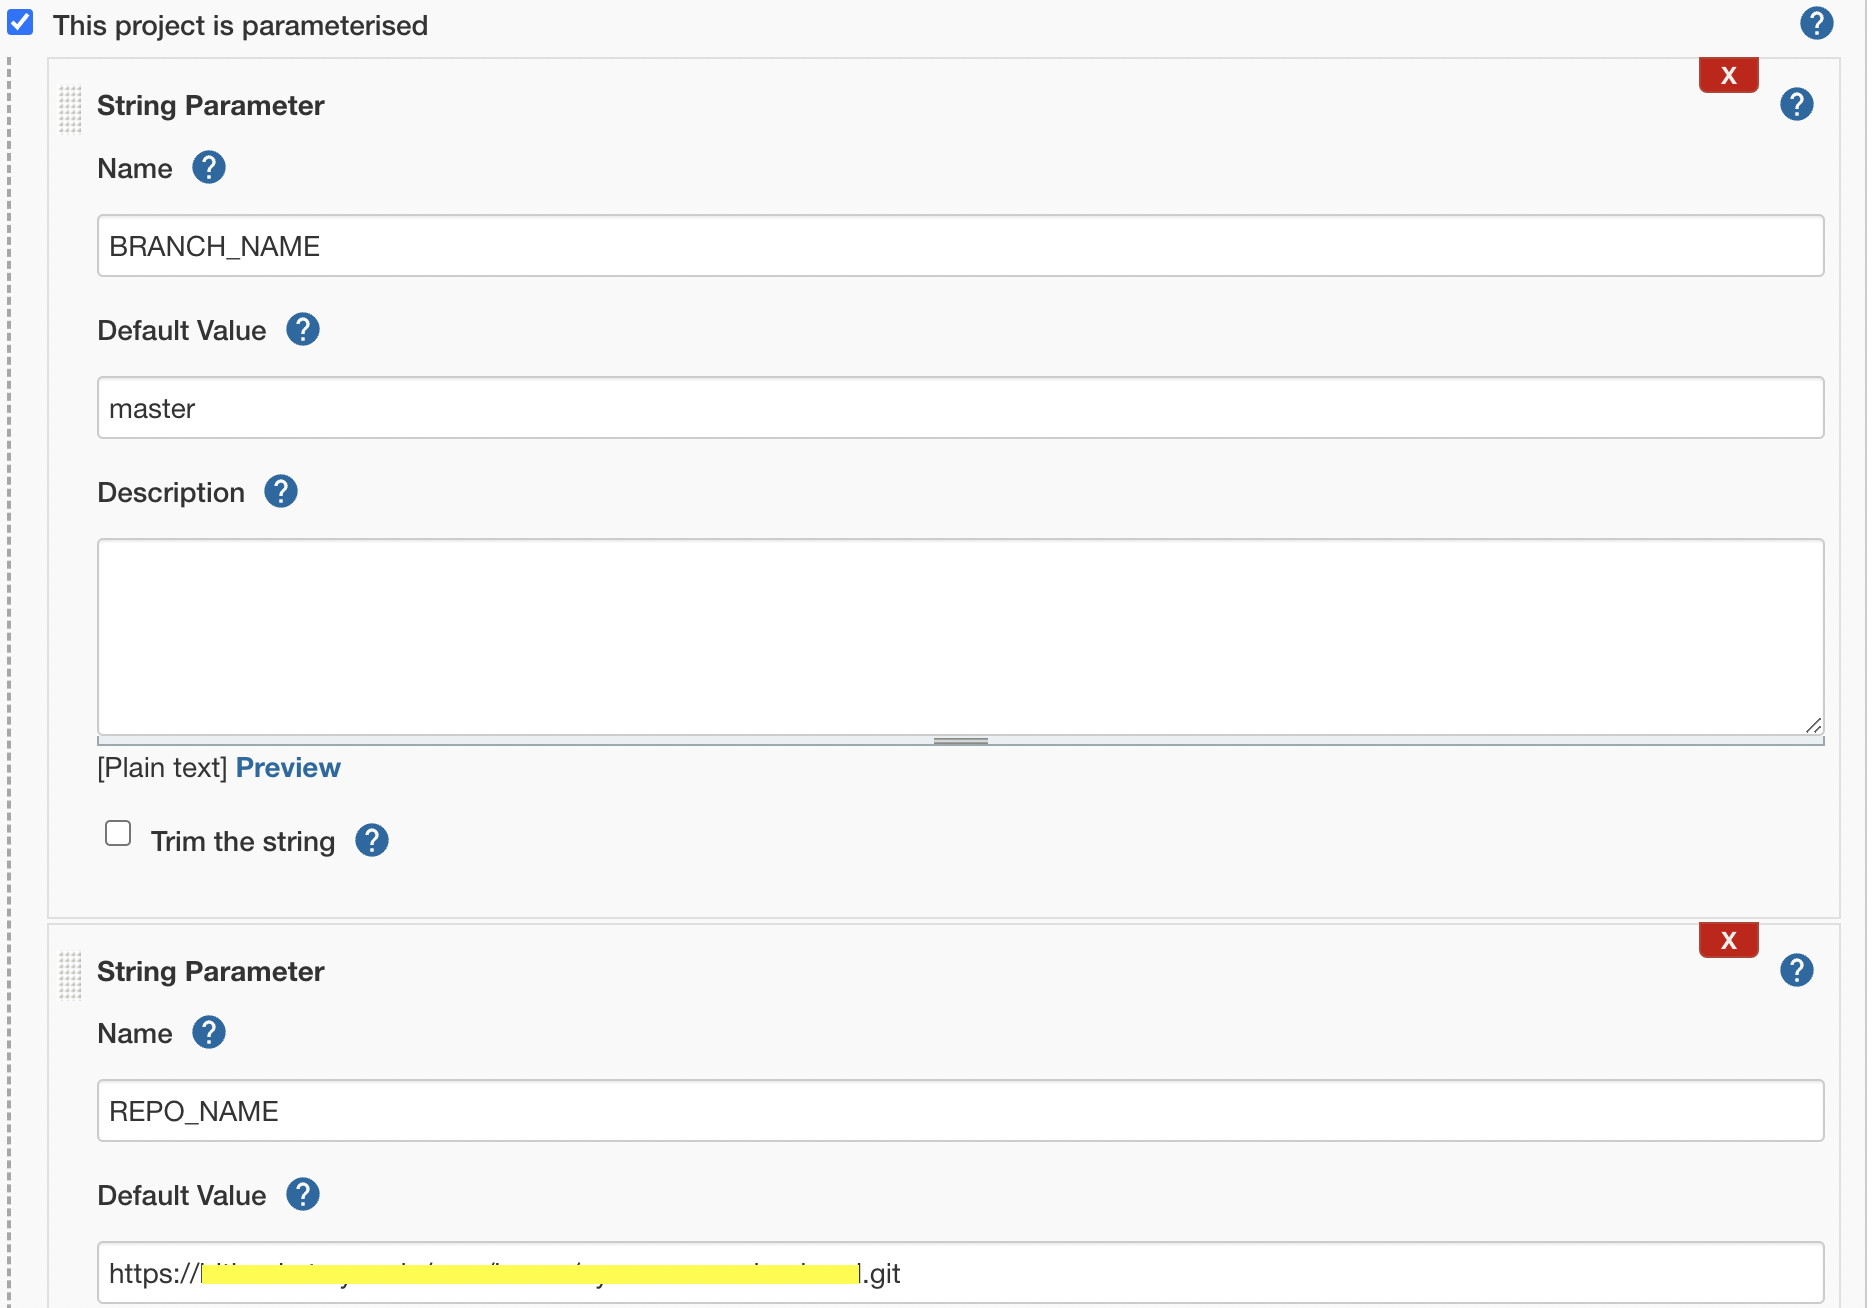 This project is parameterised ?
X
String Parameter ?
Name ?
BRANCH_NAME
Default Value ?
master
Description ?
[Plain text] Preview
Trim the string ?
X
String Parameter ?
Name ?
REPO_NAME
Default Value ?
https:// .git